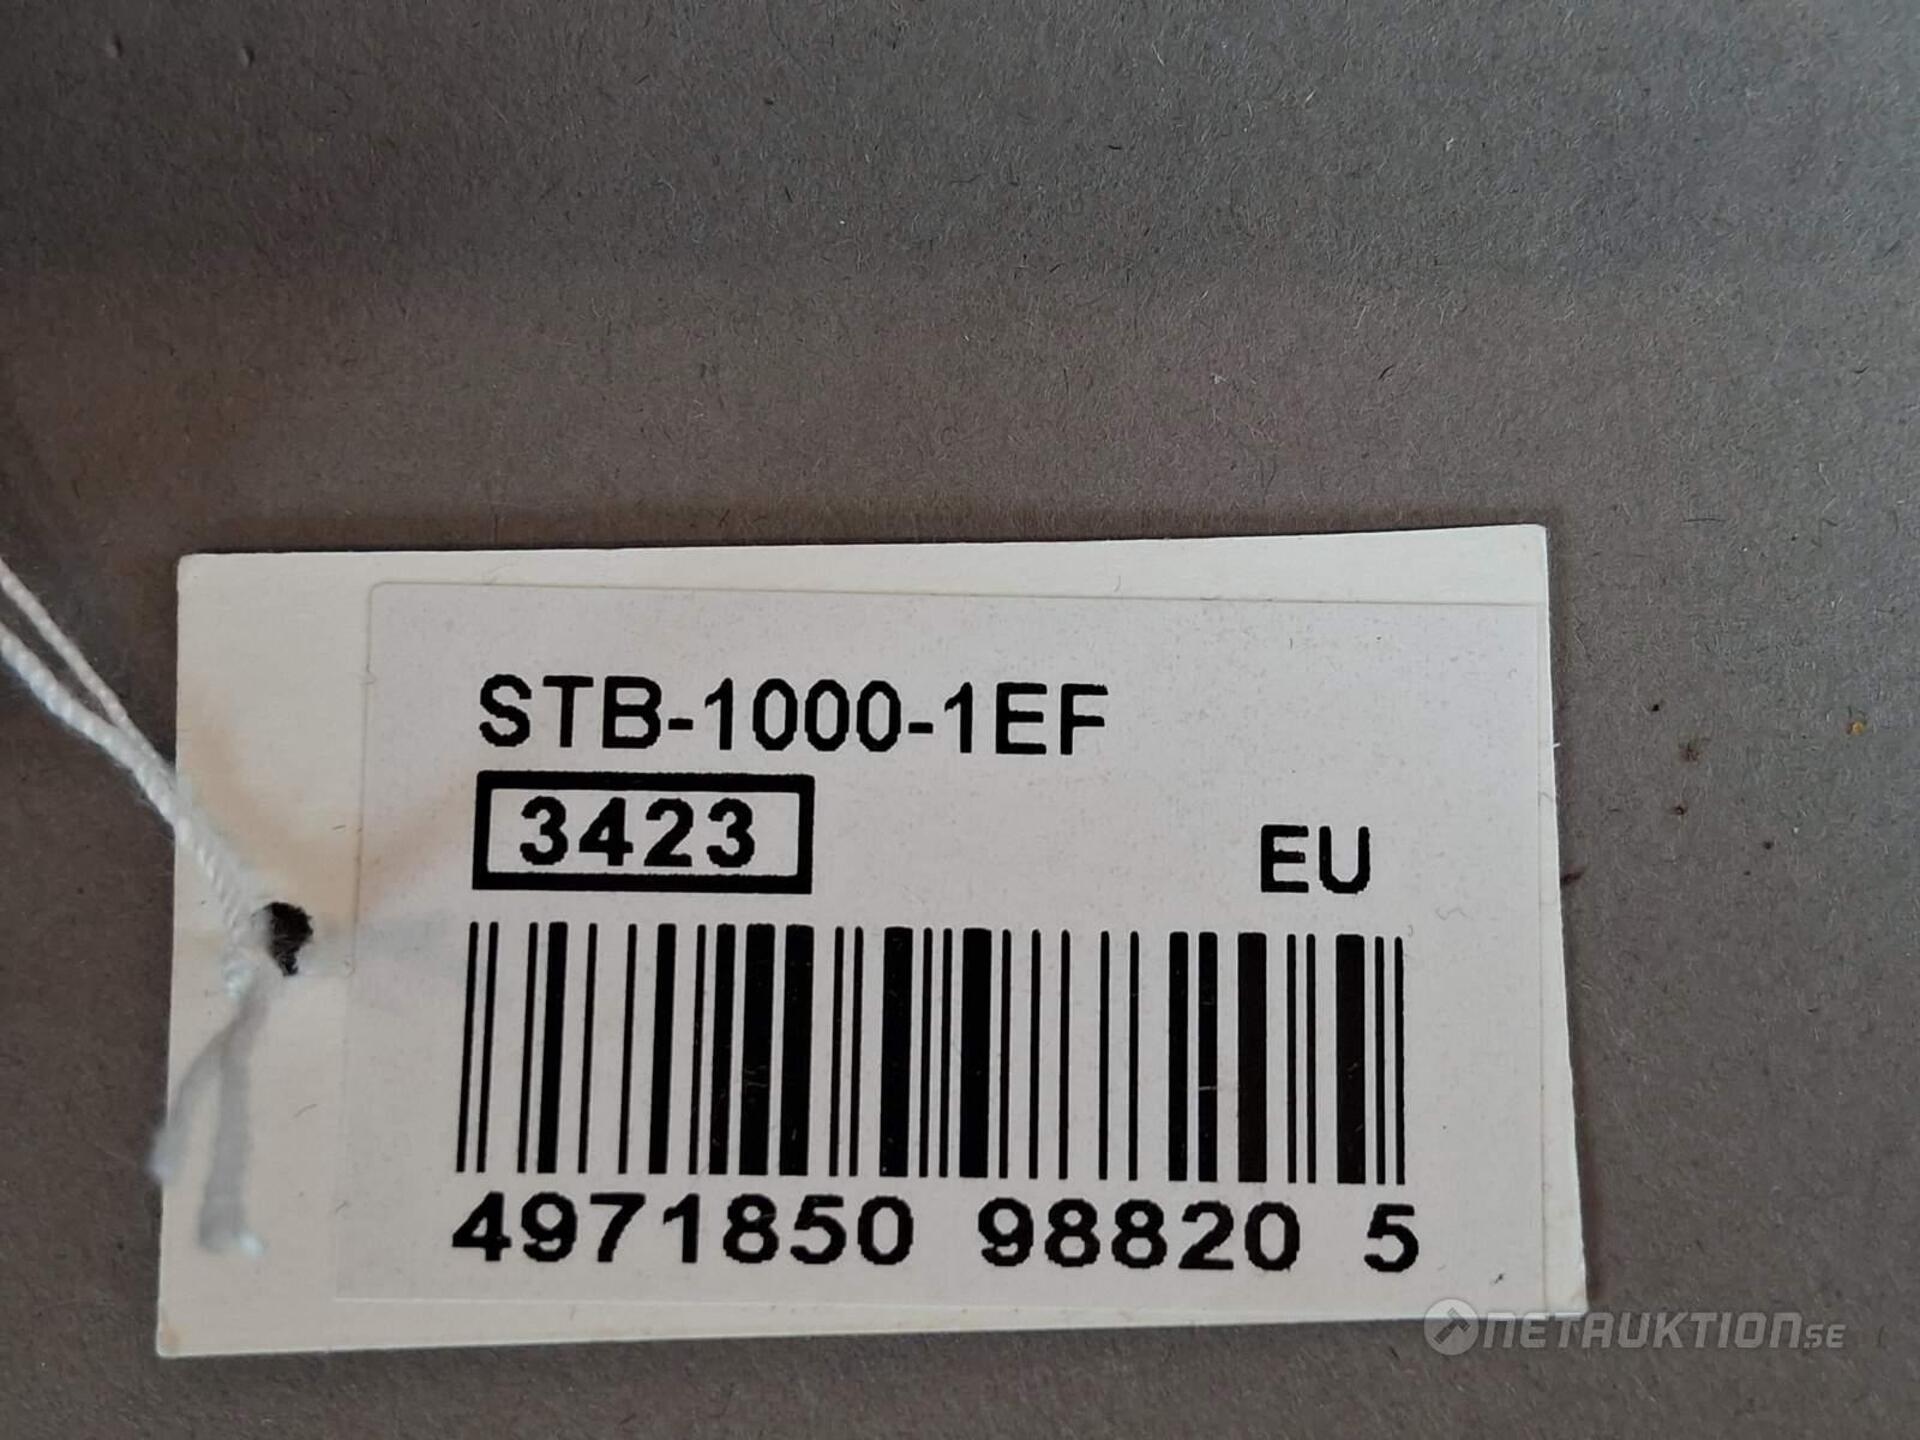 STB-1000-1EF
3423
EU
4971850 98820 5
NETAUKTION.SE